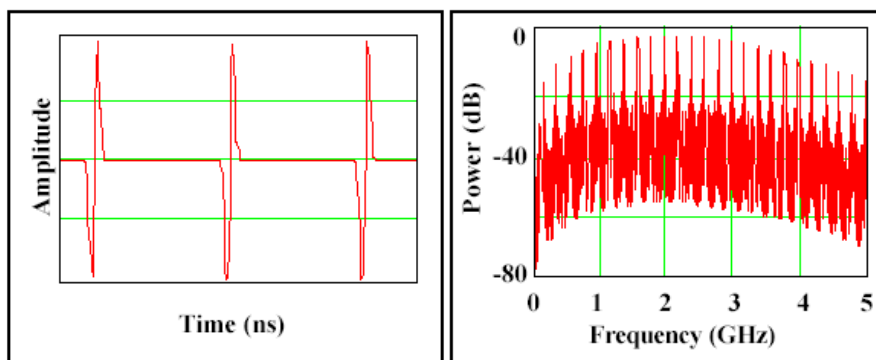 Amplitude
Time (ns)
Power (dB)
0
-40
-80
0 1 2 3 4 5
Frequency (GHz)